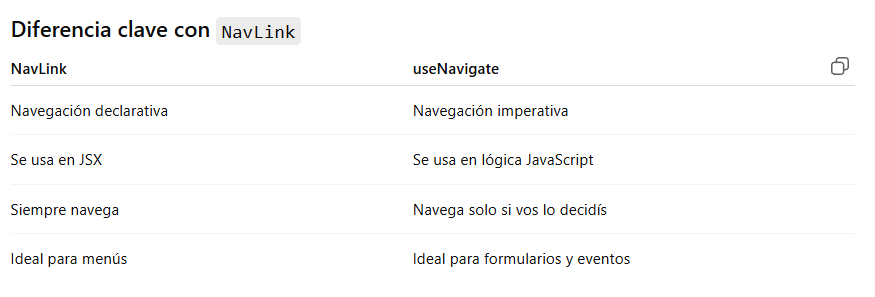 Diferencia clave con NavLink
NavLink useNavigate
Navegación declarativa Navegación imperativa
Se usa en JSX Se usa en lógica JavaScript
Siempre navega Navega solo si vos lo decidís
Ideal para menús Ideal para formularios y eventos